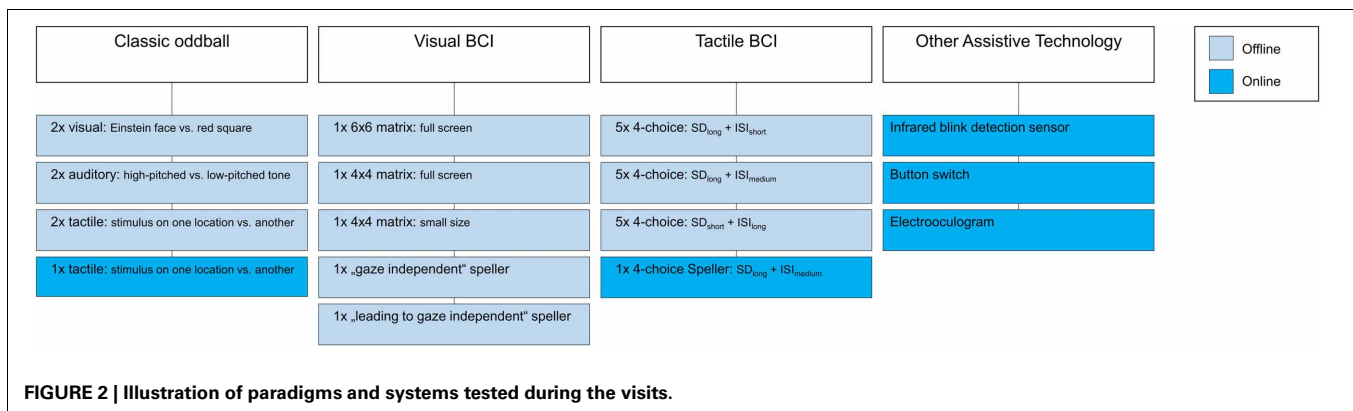 Classic oddball
Visual BCI
Tactile BCI
Other Assistive Technology
Offline
Online
2x visual: Einstein face vs. red square
1x 6x6 matrix: full screen
5x 4-choice: SDlong + ISIshort
Infrared blink detection sensor
2x auditory: high-pitched vs. low-pitched tone
1x 4x4 matrix: full screen
5x 4-choice: SDlong + ISImedium
Button switch
2x tactile: stimulus on one location vs. another
1x 4x4 matrix: small size
5x 4-choice: SDshort + ISIlong
Electrooculogram
1x tactile: stimulus on one location vs. another
1x „gaze independent“ speller
1x 4-choice Speller: SDlong + ISImedium
1x „leading to gaze independent“ speller
FIGURE 2 | Illustration of paradigms and systems tested during the visits.